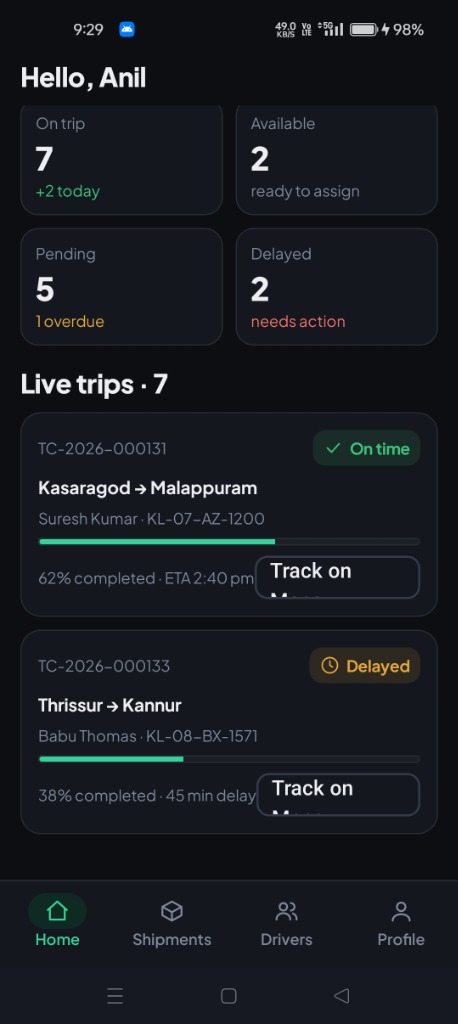 9:29
49.0 KB/S Vo LTE 5G 98%
Hello, Anil
On trip
7
+2 today
Available
2
ready to assign
Pending
5
1 overdue
Delayed
2
needs action
Live trips · 7
TC-2026-000131
On time
Kasaragod → Malappuram
Suresh Kumar · KL-07-AZ-1200
62% completed · ETA 2:40 pm
Track on
TC-2026-000133
Delayed
Thrissur → Kannur
Babu Thomas · KL-08-BX-1571
38% completed · 45 min delay
Track on
Home
Shipments
Drivers
Profile